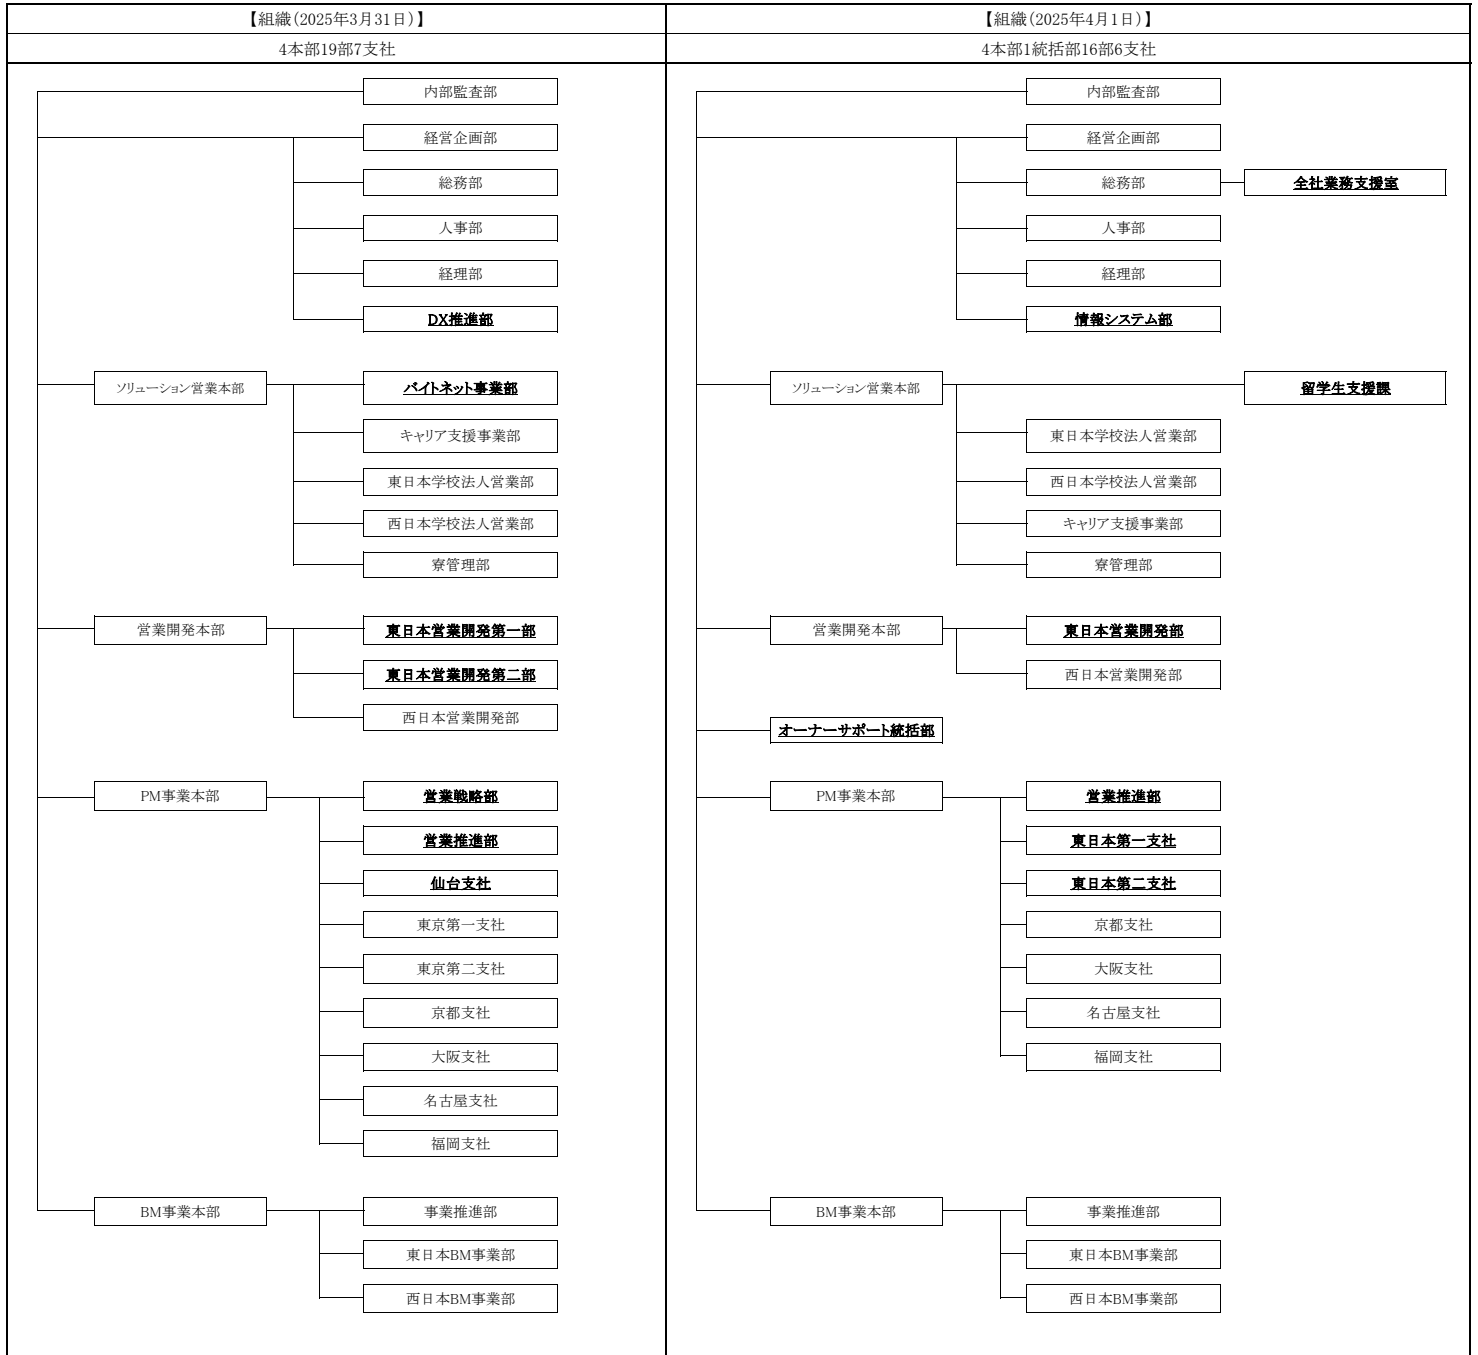 【組織（2025年3月31日）】
4本部19部7支社
内部監査部
経営企画部
総務部
人事部
経理部
DX推進部
ソリューション営業本部
バイトネット事業部
キャリア支援事業部
東日本学校法人営業部
西日本学校法人営業部
寮管理部
営業開発本部
東日本営業開発第一部
東日本営業開発第二部
西日本営業開発部
PM事業本部
営業戦略部
営業推進部
仙台支社
東京第一支社
東京第二支社
京都支社
大阪支社
名古屋支社
福岡支社
BM事業本部
事業推進部
東日本BM事業部
西日本BM事業部
【組織（2025年4月1日）】
4本部1統括部16部6支社
内部監査部
経営企画部
総務部
全社業務支援室
人事部
経理部
情報システム部
ソリューション営業本部
留学生支援課
東日本学校法人営業部
西日本学校法人営業部
キャリア支援事業部
寮管理部
営業開発本部
東日本営業開発部
西日本営業開発部
オーナーサポート統括部
PM事業本部
営業推進部
東日本第一支社
東日本第二支社
京都支社
大阪支社
名古屋支社
福岡支社
BM事業本部
事業推進部
東日本BM事業部
西日本BM事業部